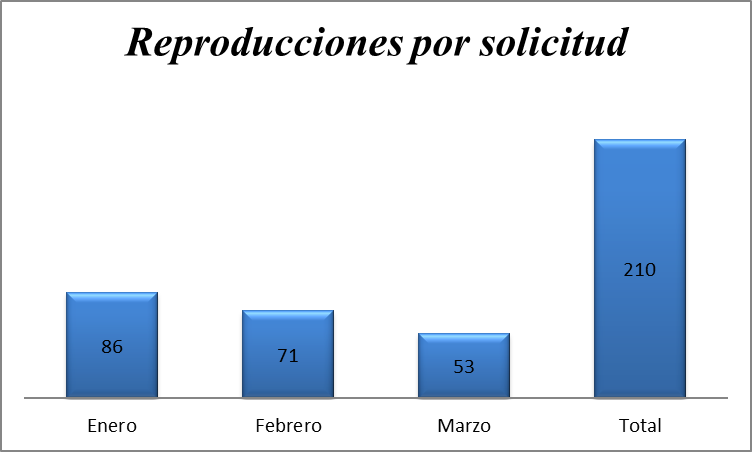 Reproducciones por solicitud
86
71
53
210
Enero
Febrero
Marzo
Total